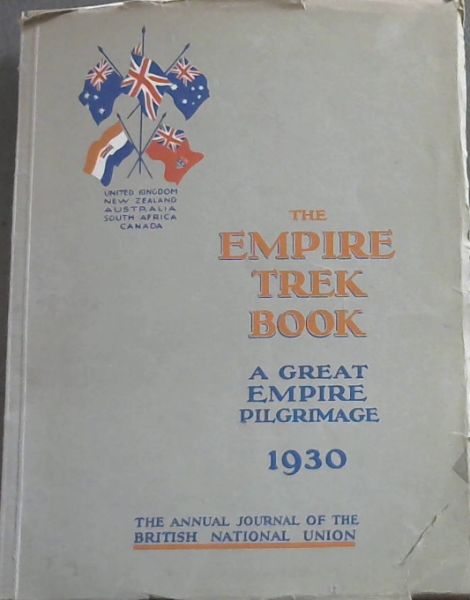 UNITED KINGDOM
NEW ZEALAND
AUSTRALIA
SOUTH AFRICA
CANADA
THE
EMPIRE
TREK
BOOK
A GREAT
EMPIRE
PILGRIMAGE
1930
THE ANNUAL JOURNAL OF THE
BRITISH NATIONAL UNION